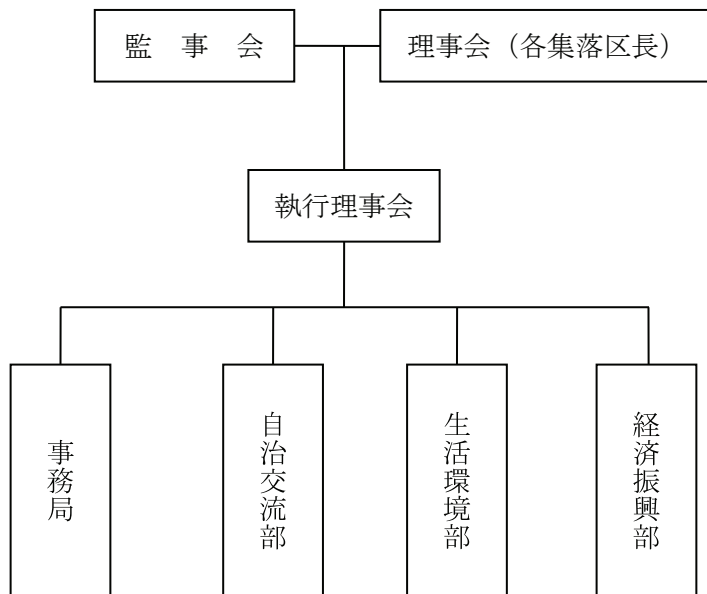 監　事　会
理事会（各集落区長）
執行理事会
事務局
自治交流部
生活環境部
経済振興部